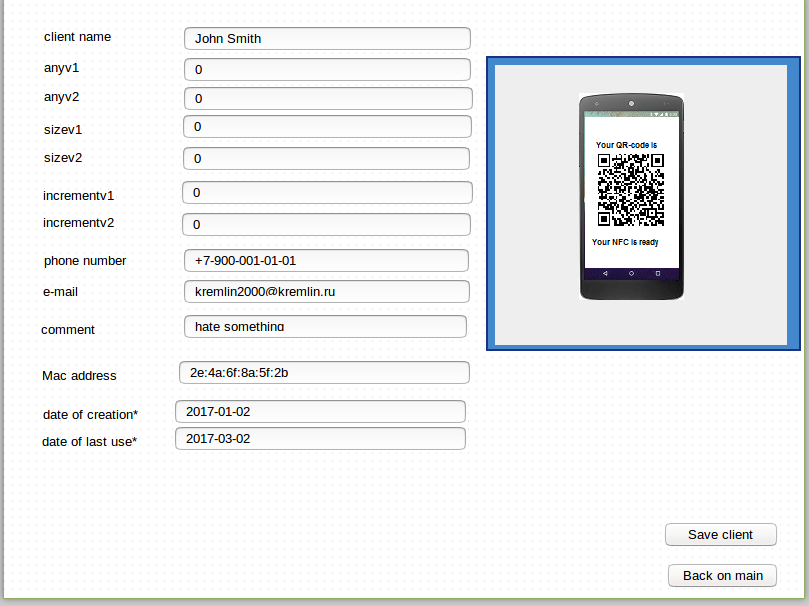 client name
John Smith
anyv1
0
anyv2
0
sizev1
0
sizev2
0
incrementv1
0
incrementv2
0
phone number
+7-900-001-01-01
e-mail
kremlin2000@kremlin.ru
comment
hate something
Mac address
2e:4a:6f:8a:5f:2b
date of creation*
2017-01-02
date of last use*
2017-03-02
Your QR-code is
Your NFC is ready
Save client
Back on main